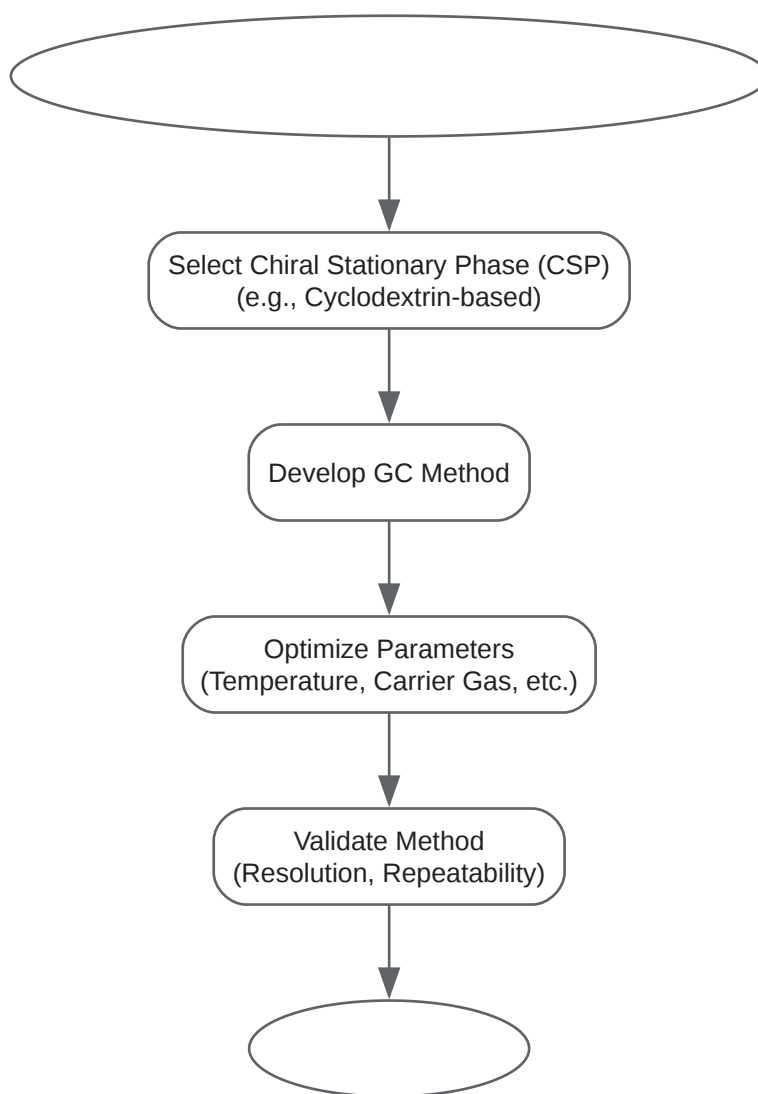 Select Chiral Stationary Phase (CSP)
(e.g., Cyclodextrin-based)
Develop GC Method
Optimize Parameters
(Temperature, Carrier Gas, etc.)
Validate Method
(Resolution, Repeatability)